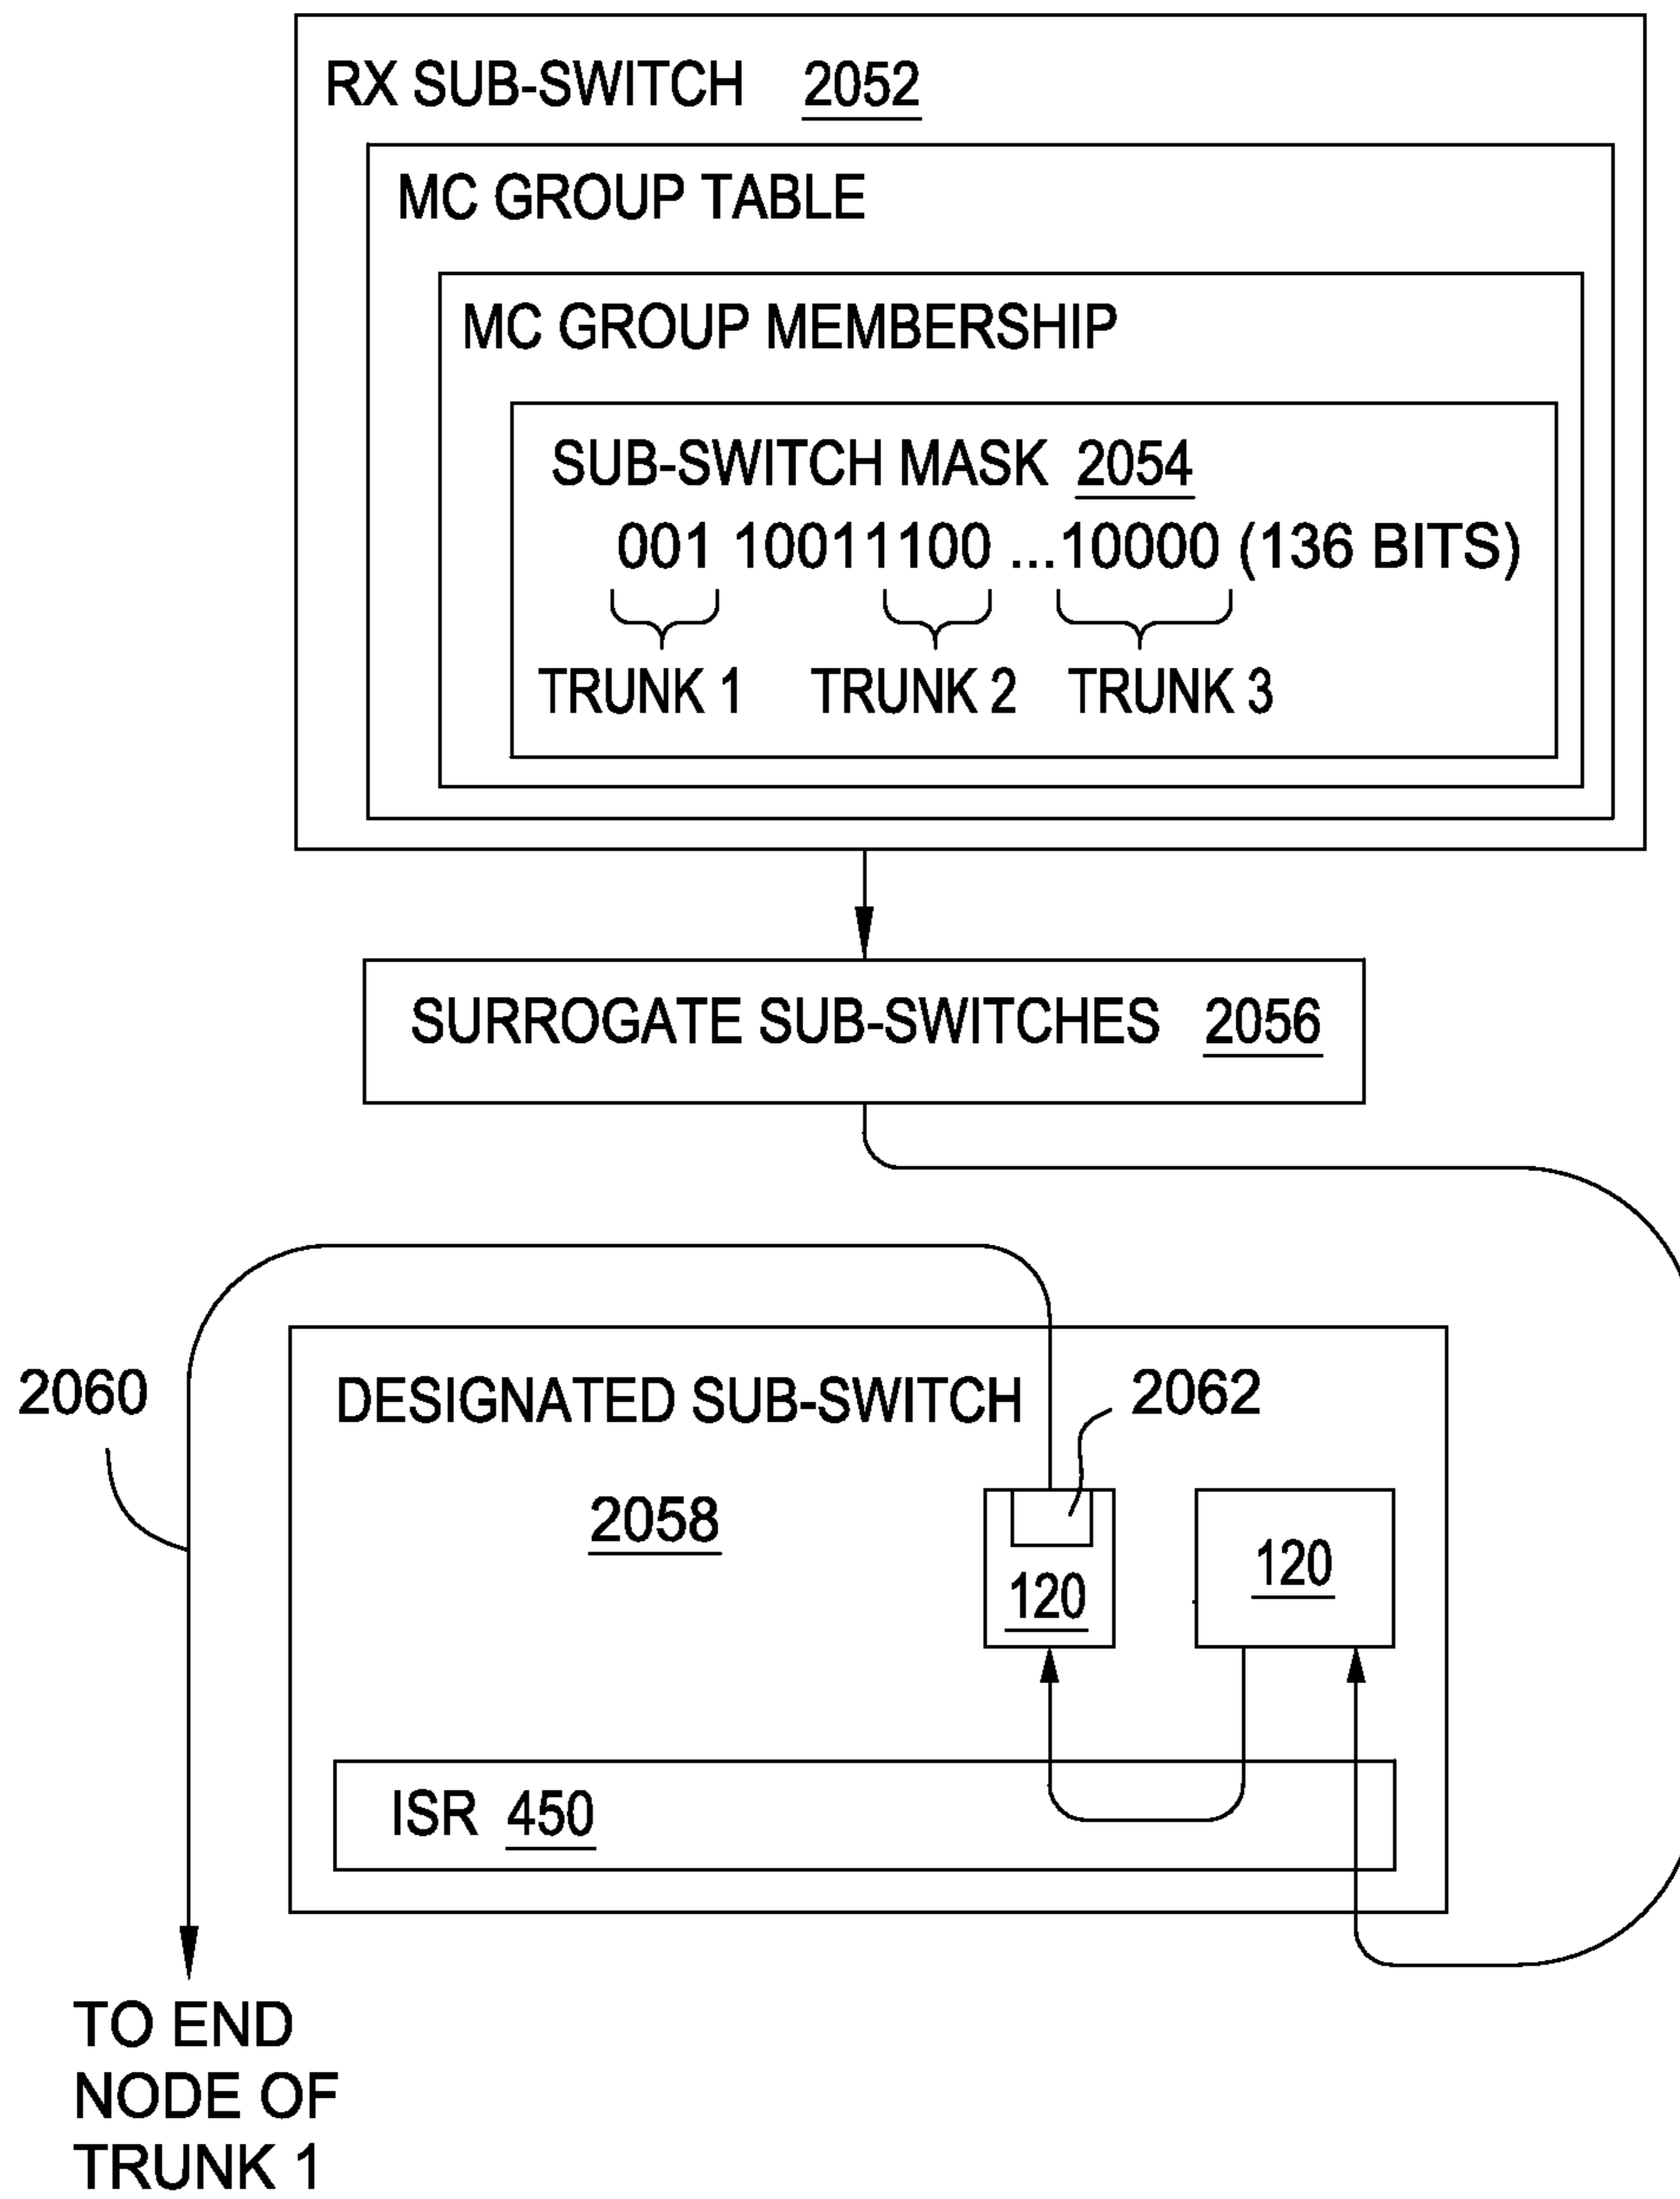 RX SUB-SWITCH 2052
MC GROUP TABLE
MC GROUP MEMBERSHIP
SUB-SWITCH MASK 2054
001 10011100 ...10000 (136 BITS)
TRUNK 1 TRUNK 2 TRUNK 3
SURROGATE SUB-SWITCHES 2056
2060
DESIGNATED SUB-SWITCH
2062
2058
120
120
ISR 450
TO END
NODE OF
TRUNK 1